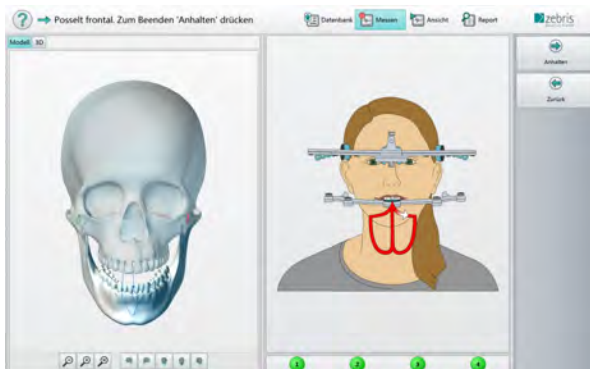 ? Posselt frontal. Zum Beenden 'Anhalten' drücken
Datenbank Messen Ansicht Report zebris
Modell 3D
Anhalten
Zurück
1 2 3 4